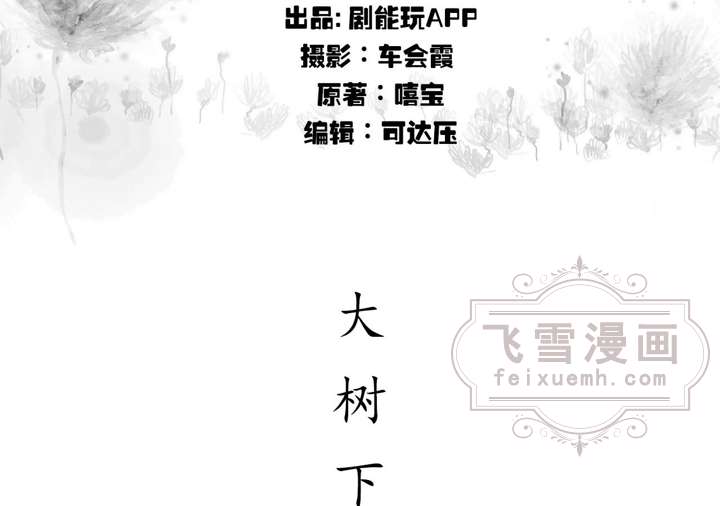 出品: 剧能玩APP
摄影：车会霞
原著：嘻宝
编辑：可达压
大
树
下
飞雪漫画
feixuemh.com